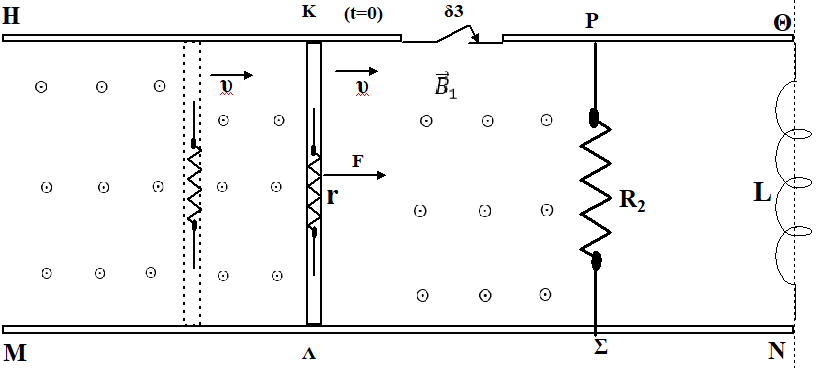 Η Κ (t=0) δ3 Ρ Θ
υ υ B⃗₁
F
r R₂ L
Μ Λ Σ Ν